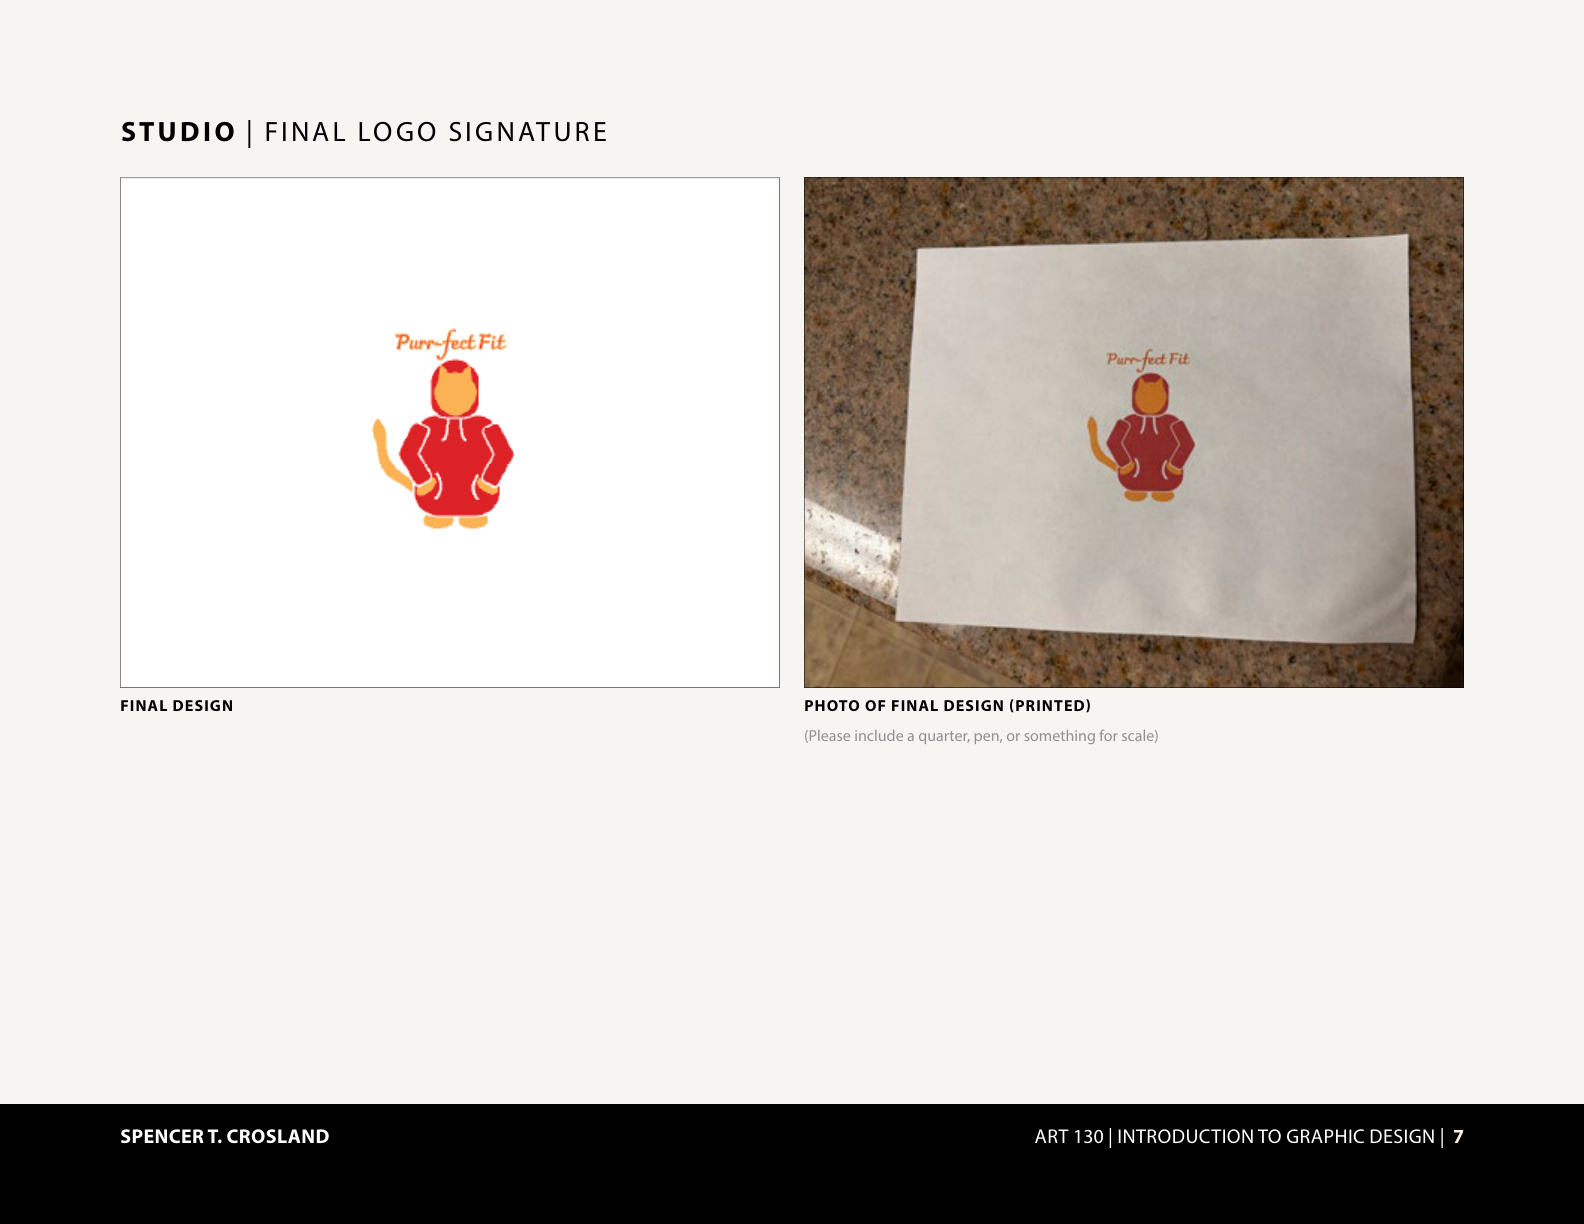 STUDIO | FINAL LOGO SIGNATURE
Purr-fect Fit
Purr-fect Fit
FINAL DESIGN
PHOTO OF FINAL DESIGN (PRINTED)
(Please include a quarter, pen, or something for scale)
SPENCER T. CROSLAND
ART 130 | INTRODUCTION TO GRAPHIC DESIGN | 7